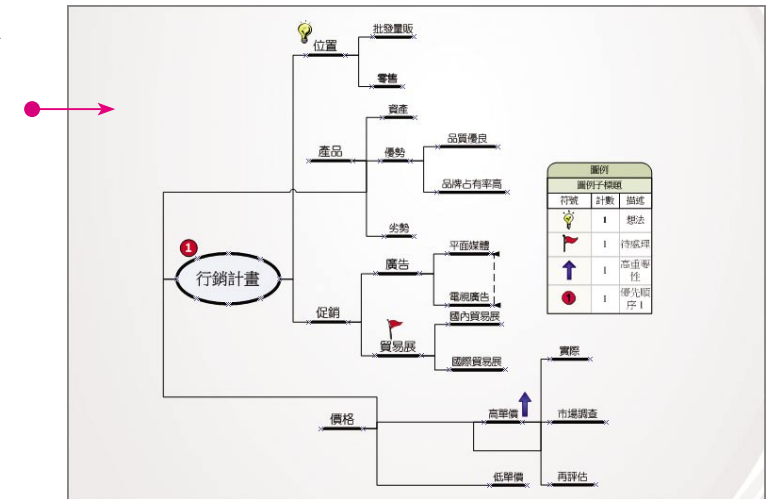 位置
批發量販
零售
產品
資產
優勢
品質優良
品牌占有率高
劣勢
1
行銷計畫
促銷
廣告
平面媒體
電視廣告
貿易展
國內貿易展
國際貿易展
價格
高單價
實際
市場調查
再評估
低單價
圖例
圖例子標題
符號 計數 描述
1 想法
1 待處理
1 高重要
性
1 1 優先順
序 1